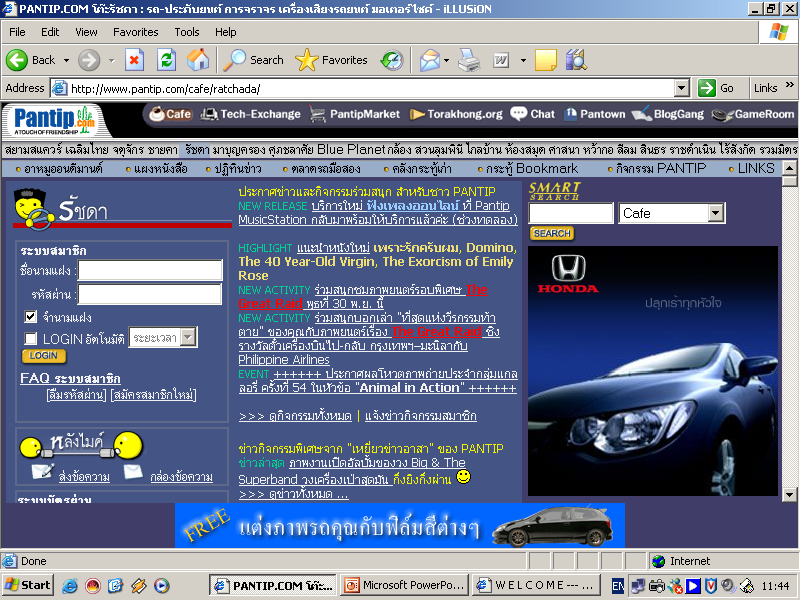 PANTIP.COM โต๊ะรัชดา : รถ-ประกันยนต์ การจราจร เครื่องเสียงรถยนต์ มอเตอร์ไซค์ - iLLUSiON
File Edit View Favorites Tools Help
Back Search Favorites
Address http://www.pantip.com/cafe/ratchada/ Go Links
Pantip.com Cafe Tech-Exchange PantipMarket Torakhong.org Chat Pantown BlogGang GameRoom
A TOUCH OF FRIENDSHIP
สยามสแควร์ เฉลิมไทย จตุจักร ชายคา รัชดา มาบุญครอง ศุภชลาศัย Blue Planet กล้อง สวนลุมพินี ไกลบ้าน ห้องสมุด ศาสนา หว้ากอ สีลม สินธร ราชดำเนิน ไร้สังกัด รวมมิตร
อาหมูออนดีมานด์ แผงหนังสือ ปฏิทินข่าว ตลาดรถมือสอง คลังกระทู้เก่า กระทู้ Bookmark กิจกรรม PANTIP LINKS
NEW RELEASE
รัชดา
ระบบสมาชิก
ชื่อนามแฝง :
รหัสผ่าน :
จำนามแฝง
LOGIN อัตโนมัติ ระยะเวลา
LOGIN
FAQ ระบบสมาชิก
[ลืมรหัสผ่าน] [สมัครสมาชิกใหม่]
หลังไมค์
ส่งข้อความ กล่องข้อความ
ระบบบัตรผ่าน
ประกาศข่าวและกิจกรรมร่วมสนุก สำหรับชาว PANTIP
NEW RELEASE บริการใหม่ ฟังเพลงออนไลน์ ที่ Pantip
MusicStation กลับมาพร้อมให้บริการแล้วค่ะ (ช่วงทดลอง)
HIGHLIGHT แนะนำหนังใหม่ เพราะรักครับผม, Domino,
The 40 Year-Old Virgin, The Exorcism of Emily
Rose
NEW ACTIVITY ร่วมสนุกชมภาพยนตร์รอบพิเศษ The
Great Raid พุธที่ 30 พ.ย. นี้
NEW ACTIVITY ร่วมสนุกบอกเล่า "ที่สุดแห่งวีรกรรมท้า
ตาย" ของคุณกับภาพยนตร์เรื่อง The Great Raid ชิง
รางวัลตั๋วเครื่องบินไป-กลับ กรุงเทพฯ–มะนิลากับ
Philippine Airlines
EVENT ++++++ ประกาศผลโหวตภาพถ่ายประจำกลุ่มแกล
ลอรี่ ครั้งที่ 54 ในหัวข้อ "Animal in Action" ++++++
>>> ดูกิจกรรมทั้งหมด | แจ้งข่าวกิจกรรมสมาชิก
ข่าวกิจกรรมพิเศษจาก "เหยี่ยวข่าวอาสา" ของ PANTIP
ข่าวล่าสุด ภาพงานเปิดอัลบั้มของวง Big & The
Superband วงเครื่องเป่าสุดมัน กึ่งยิงกึ่งผ่าน
>>> ดูข่าวทั้งหมด ...
SMART SEARCH
Cafe
SEARCH
HONDA
ปลุกเร้าทุกหัวใจ
FREE แต่งภาพรถคุณกับฟิล์มสีต่างๆ
Done Internet
Start PANTIP.COM โต๊ะ... Microsoft PowerPo... W E L C O M E --- ... EN 11:44